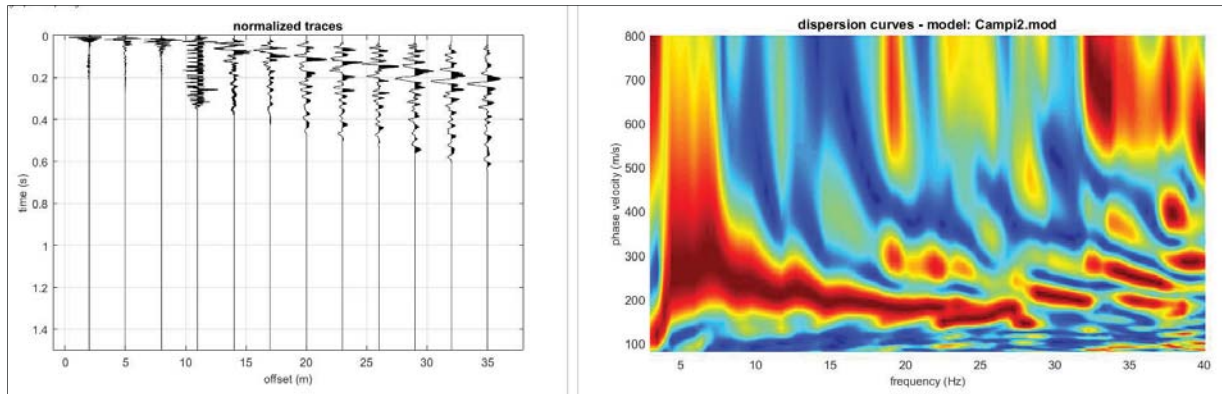 normalized traces
0
0.2
0.4
0.6
0.8
1
1.2
1.4
time (s)
0 5 10 15 20 25 30 35
offset (m)
dispersion curves - model: Campi2.mod
800
700
600
500
400
300
200
100
phase velocity (m/s)
5 10 15 20 25 30 35 40
frequency (Hz)